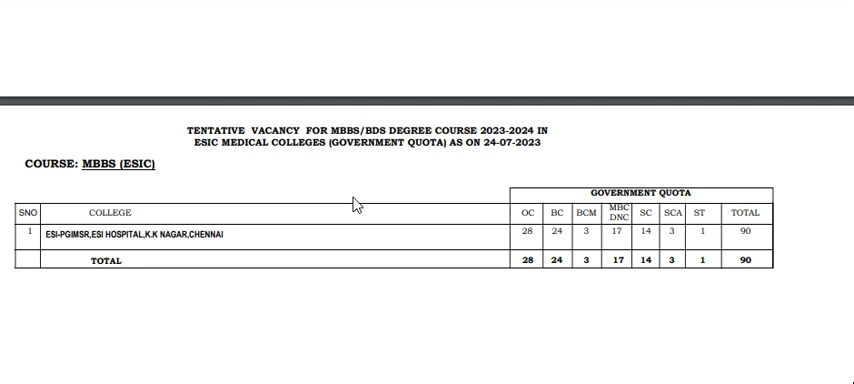 TENTATIVE VACANCY FOR MBBS/BDS DEGREE COURSE 2023-2024 IN
ESIC MEDICAL COLLEGES (GOVERNMENT QUOTA) AS ON 24-07-2023
COURSE: MBBS (ESIC)
GOVERNMENT QUOTA
SNO COLLEGE OC BC BCM MBC DNC SC SCA ST TOTAL
1 ESI-PGIMSR,ESI HOSPITAL,K.K NAGAR,CHENNAI 28 24 3 17 14 3 1 90
TOTAL 28 24 3 17 14 3 1 90